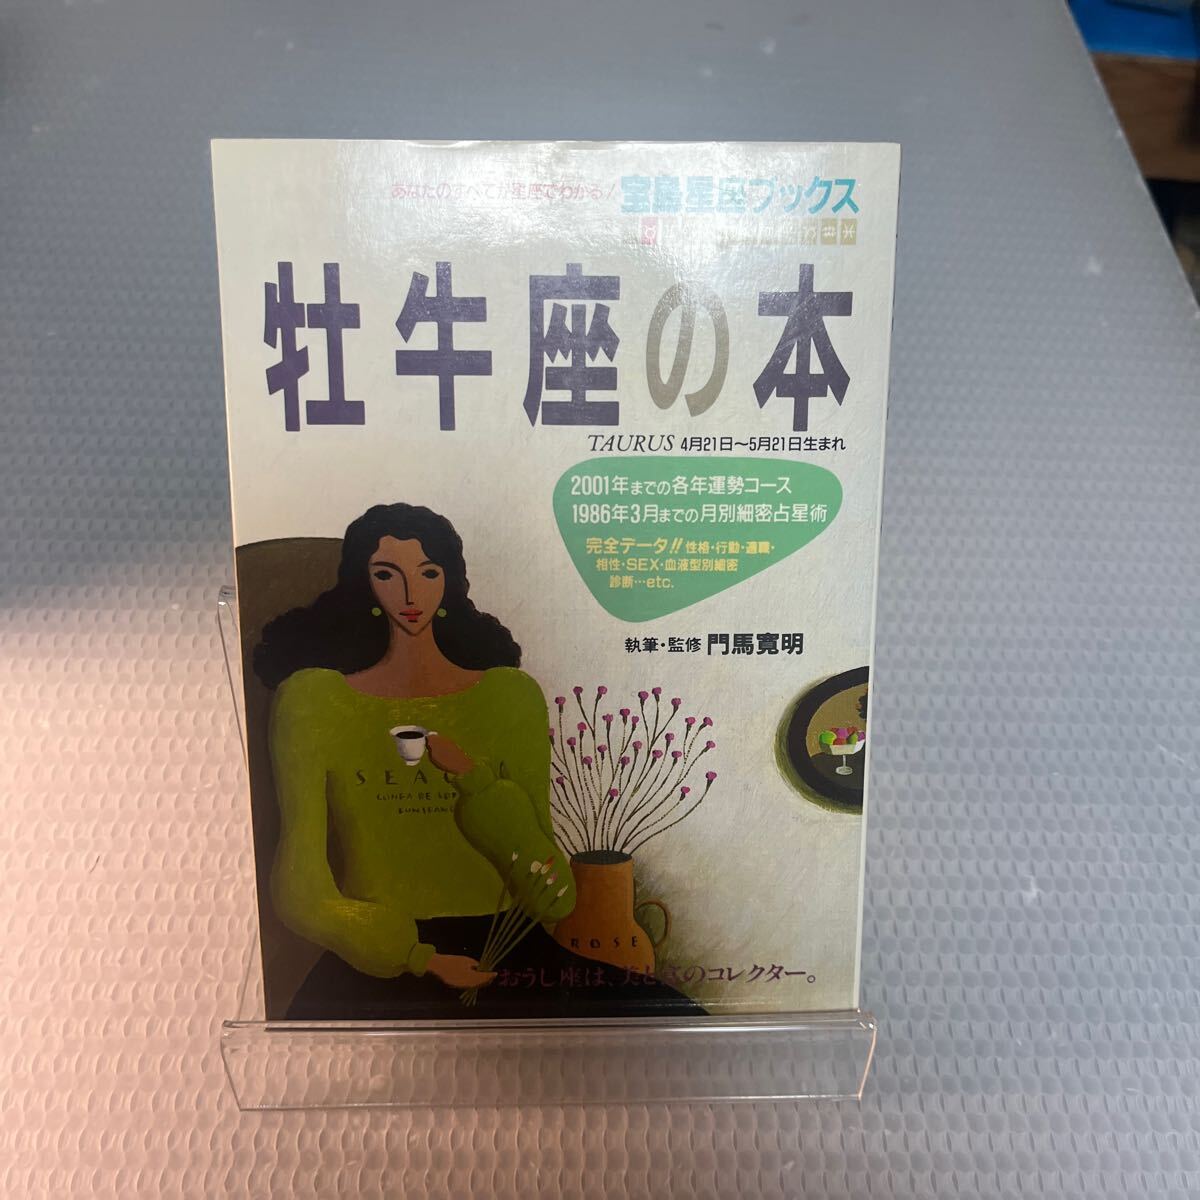 あなたのすべてが星座でわかる!
宝島星座ブックス
牡牛座の本
TAURUS 4月21日〜5月21日生まれ
2001年までの各年運勢コース
1986年3月までの月別細密占星術
完全データ!! 性格・行動・適職・
相性・SEX・血液型別細密
診断…etc.
執筆・監修 門馬寛明
ROSE
おうし座は、美と富のコレクター。